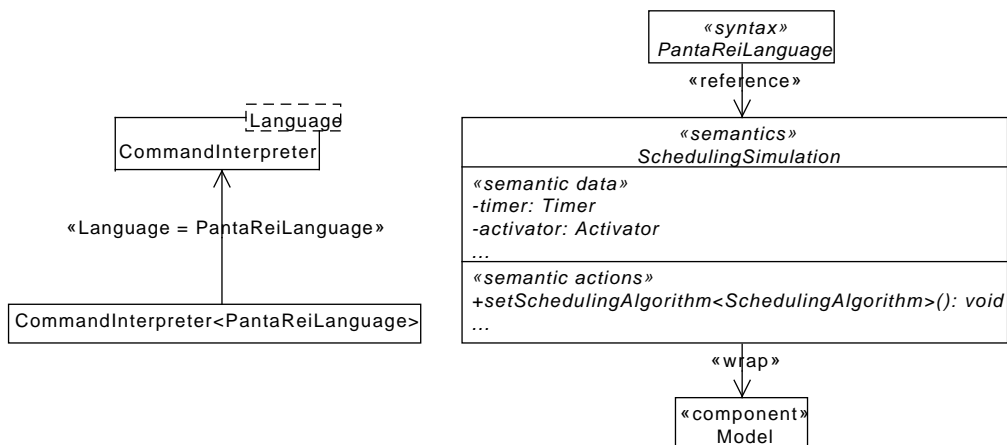 Language
CommandInterpreter
«Language = PantaReiLanguage»
CommandInterpreter<PantaReiLanguage>
«syntax»
PantaReiLanguage
«reference»
«semantics»
SchedulingSimulation
«semantic data»
-timer: Timer
-activator: Activator
...
«semantic actions»
+setSchedulingAlgorithm<SchedulingAlgorithm>(): void
...
«wrap»
«component»
Model